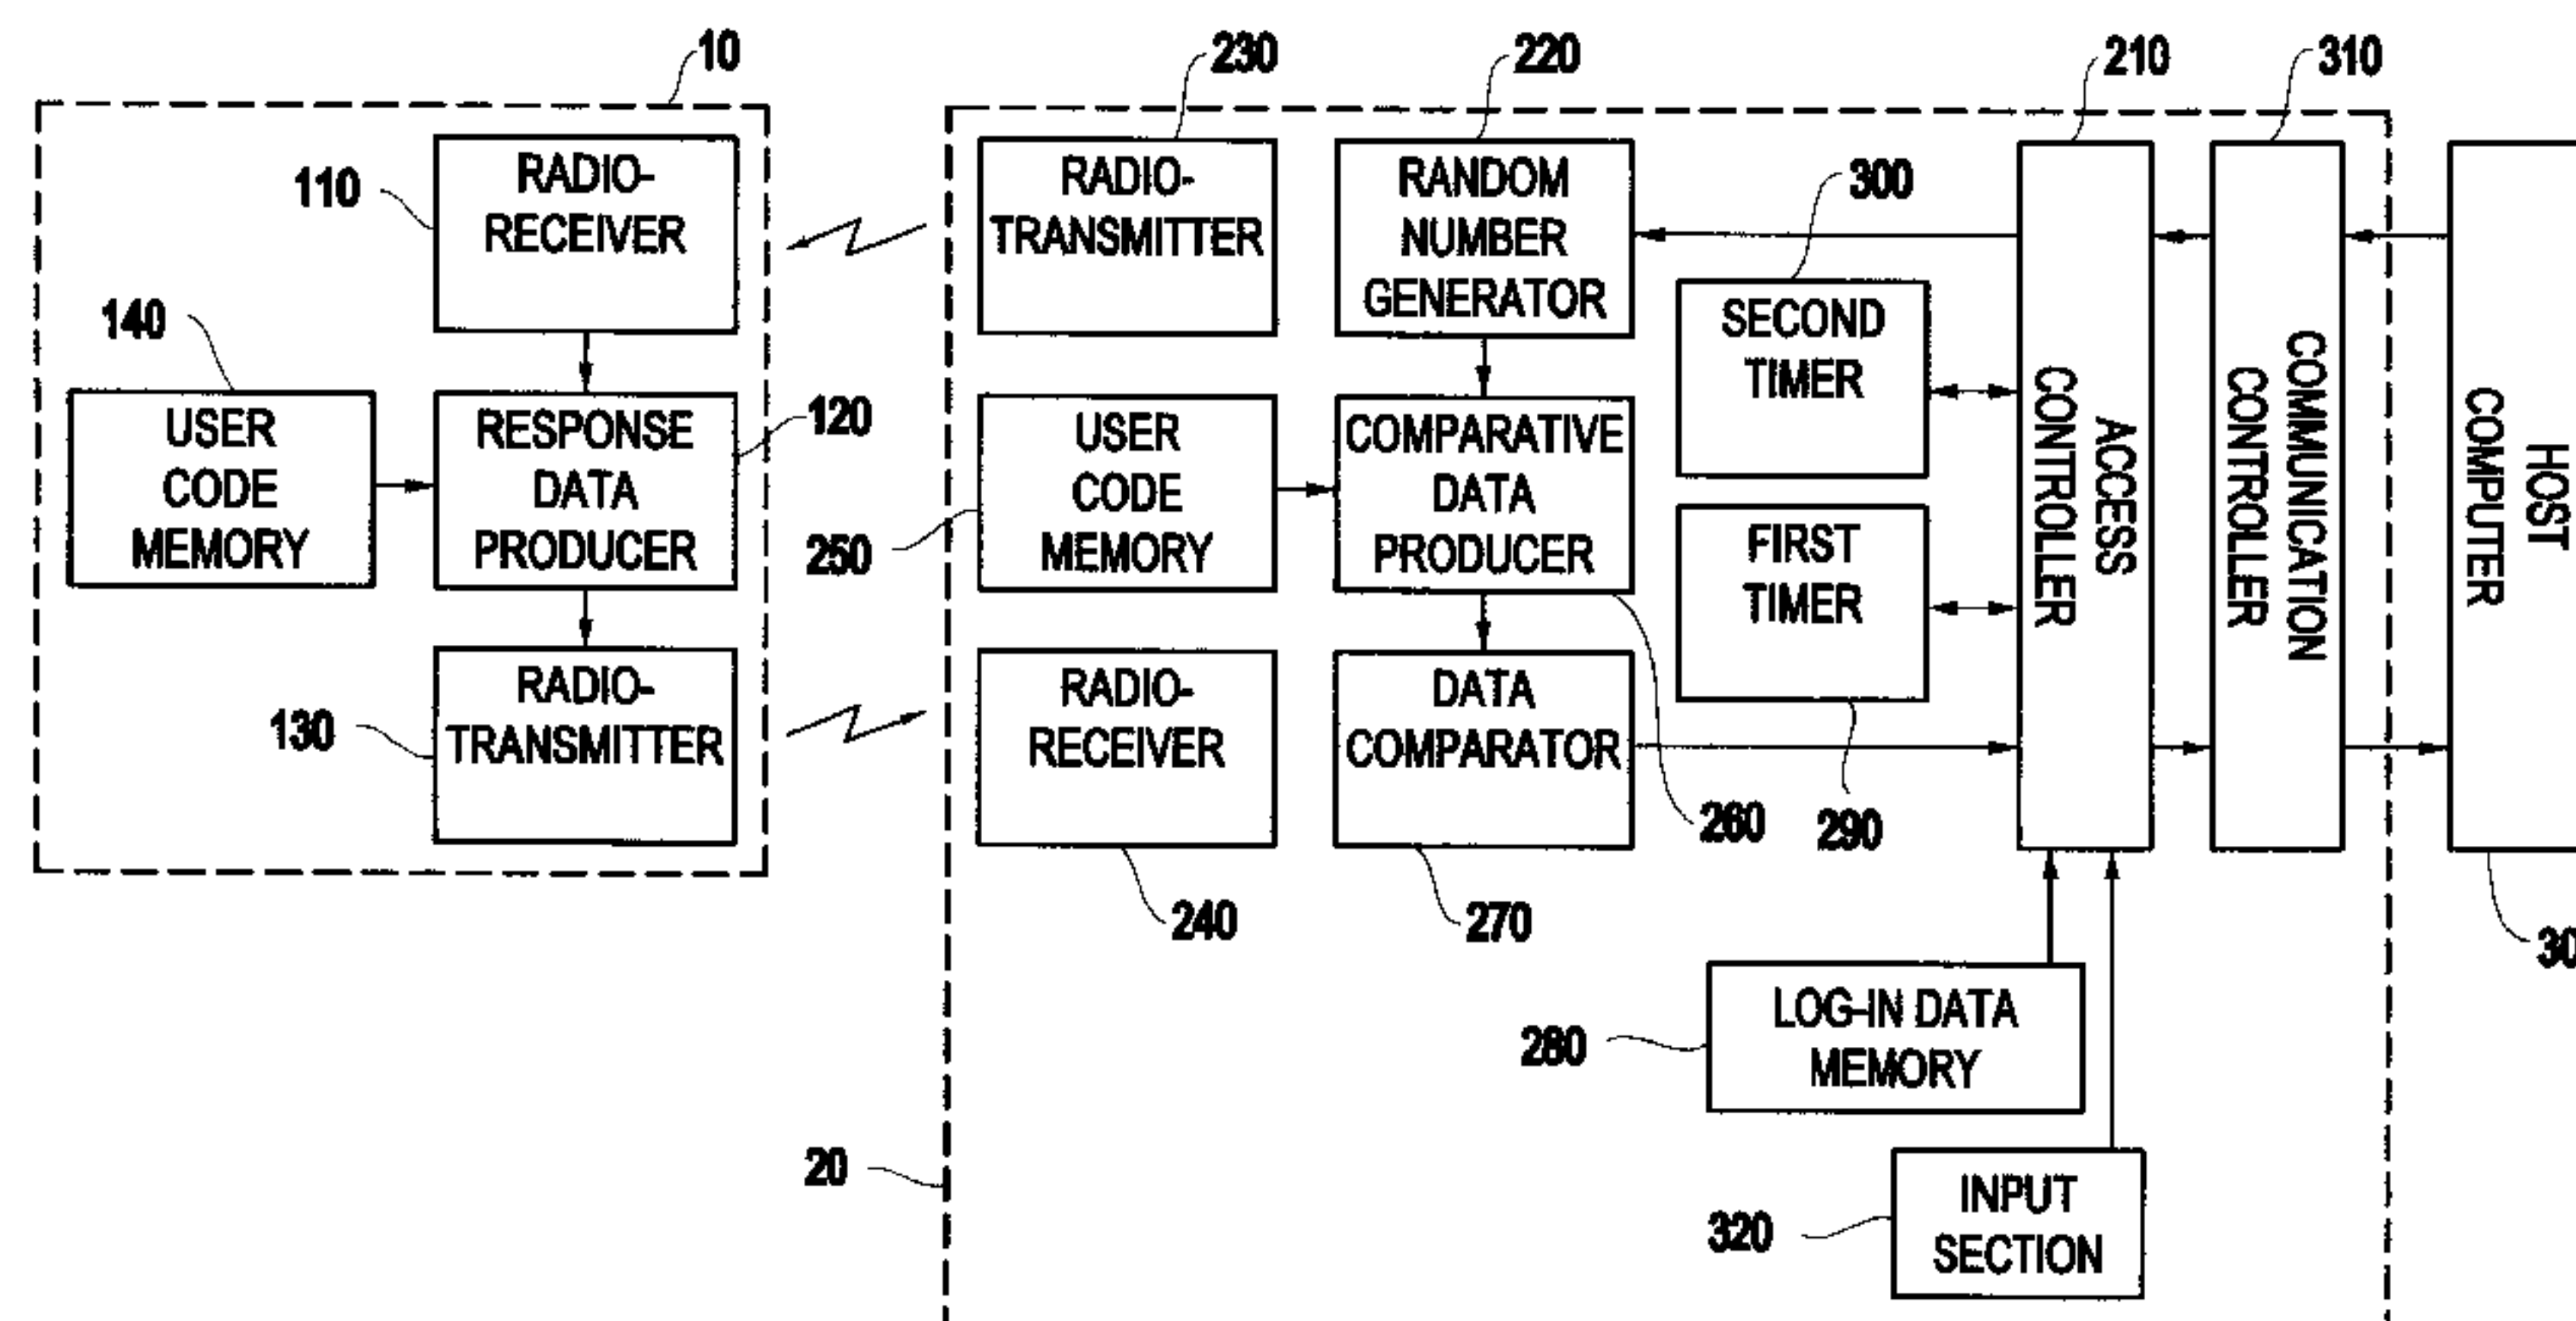 10
230
220
210
310
110
RADIO-
RECEIVER
RADIO-
TRANSMITTER
RANDOM
NUMBER
GENERATOR
300
140
USER
CODE
MEMORY
RESPONSE
DATA
PRODUCER
120
250
USER
CODE
MEMORY
COMPARATIVE
DATA
PRODUCER
SECOND
TIMER
FIRST
TIMER
ACCESS
CONTROLLER
COMMUNICATION
CONTROLLER
HOST
COMPUTER
130
RADIO-
TRANSMITTER
RADIO-
RECEIVER
DATA
COMPARATOR
260
290
240
270
30
280
LOG-IN DATA
MEMORY
20
320
INPUT
SECTION